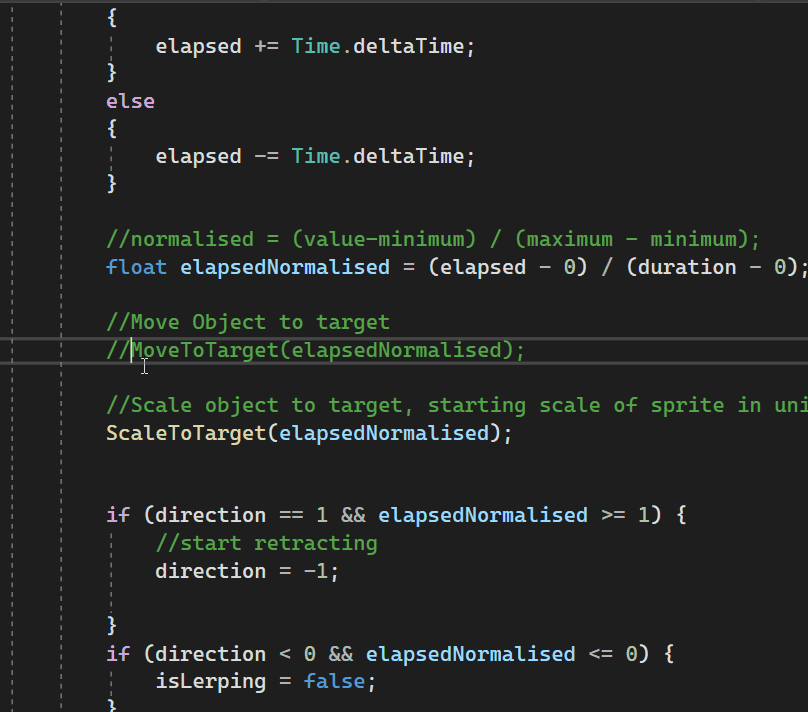 {
elapsed += Time.deltaTime;
}
else
{
elapsed -= Time.deltaTime;
}
//normalised = (value-minimum) / (maximum - minimum);
float elapsedNormalised = (elapsed - 0) / (duration - 0);
//Move Object to target
//MoveToTarget(elapsedNormalised);
//Scale object to target, starting scale of sprite in uni
ScaleToTarget(elapsedNormalised);
if (direction == 1 && elapsedNormalised >= 1) {
//start retracting
direction = -1;
}
if (direction < 0 && elapsedNormalised <= 0) {
isLerping = false;
}